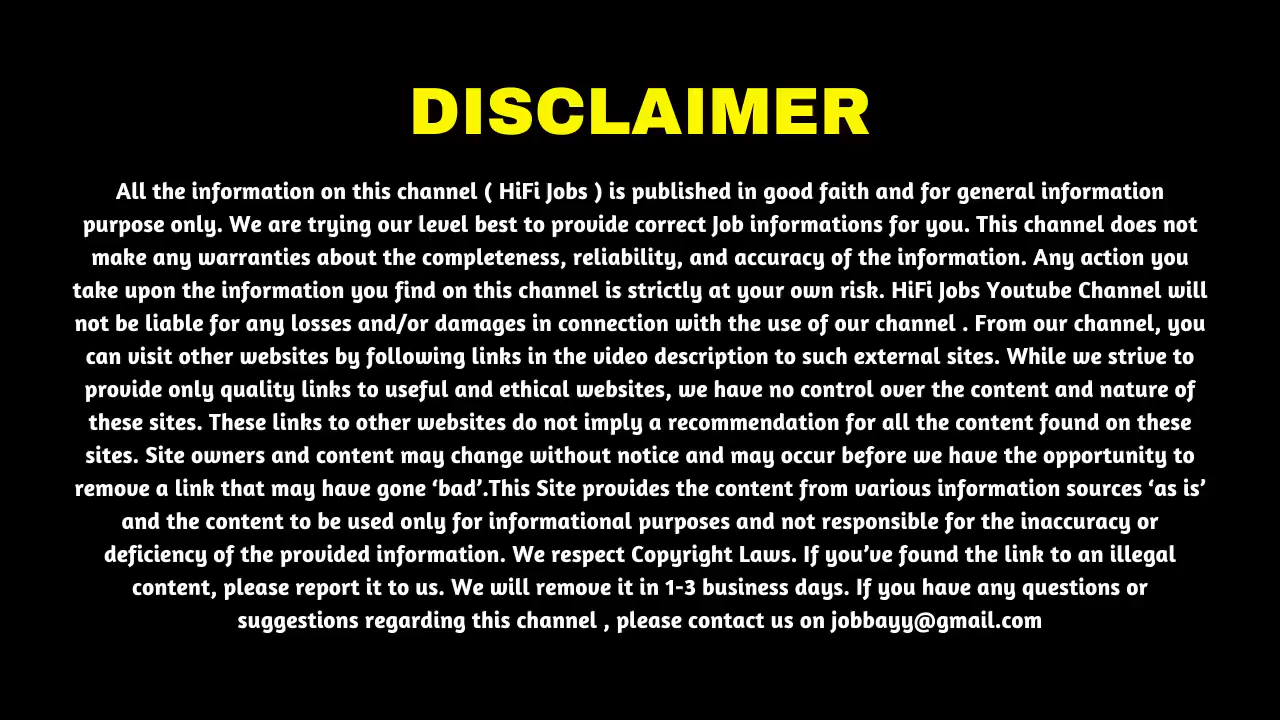 DISCLAIMER
All the information on this channel ( HiFi Jobs ) is published in good faith and for general information
purpose only. We are trying our level best to provide correct Job informations for you. This channel does not
make any warranties about the completeness, reliability, and accuracy of the information. Any action you
take upon the information you find on this channel is strictly at your own risk. HiFi Jobs Youtube Channel will
not be liable for any losses and/or damages in connection with the use of our channel . From our channel, you
can visit other websites by following links in the video description to such external sites. While we strive to
provide only quality links to useful and ethical websites, we have no control over the content and nature of
these sites. These links to other websites do not imply a recommendation for all the content found on these
sites. Site owners and content may change without notice and may occur before we have the opportunity to
remove a link that may have gone ‘bad’.This Site provides the content from various information sources ‘as is’
and the content to be used only for informational purposes and not responsible for the inaccuracy or
deficiency of the provided information. We respect Copyright Laws. If you’ve found the link to an illegal
content, please report it to us. We will remove it in 1-3 business days. If you have any questions or
suggestions regarding this channel , please contact us on jobbayy@gmail.com